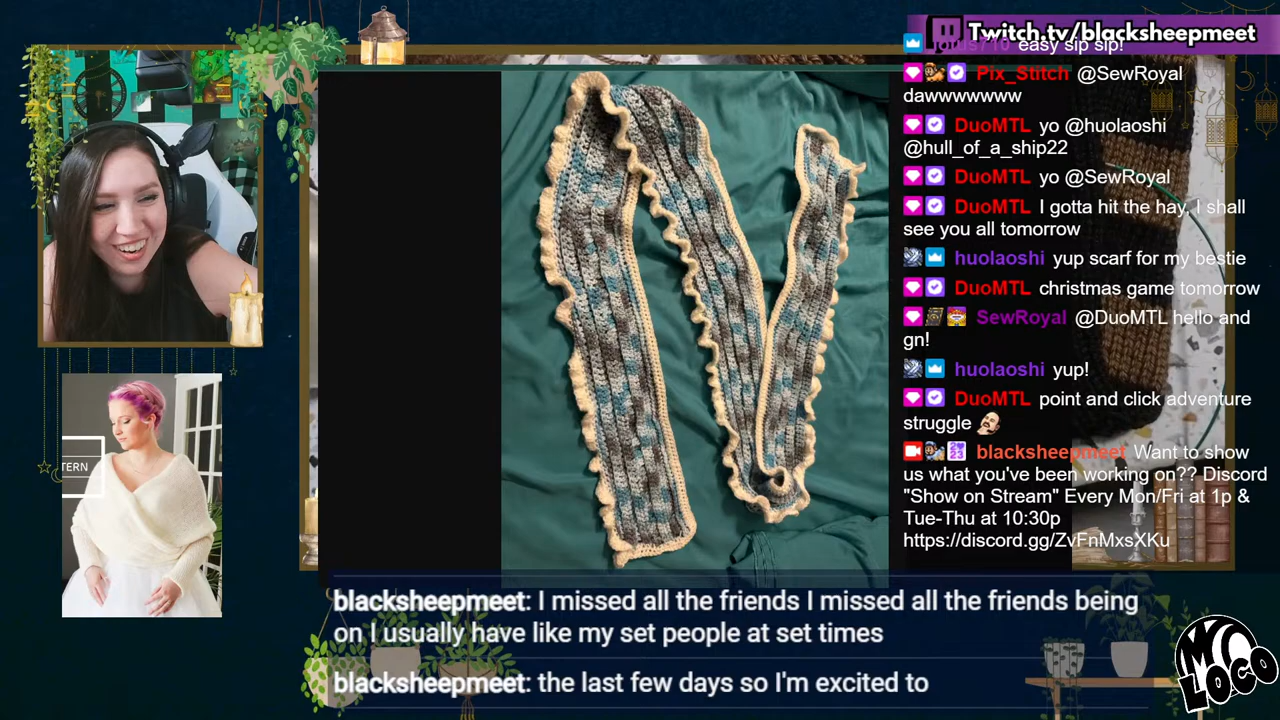 Twitch.tv/blacksheepmeet
easy sip sip!
Pix_Stitch @SewRoyal
dawwwwwww
DuoMTL yo @huolaoshi
@hull_of_a_ship22
DuoMTL yo @SewRoyal
DuoMTL I gotta hit the hay, I shall
see you all tomorrow
huolaoshi yup scarf for my bestie
DuoMTL christmas game tomorrow
SewRoyal @DuoMTL hello and
gn!
huolaoshi yup!
DuoMTL point and click adventure
struggle
blacksheepmeet Want to show
us what you've been working on?? Discord
"Show on Stream" Every Mon/Fri at 1p &
Tue-Thu at 10:30p
https://discord.gg/ZvFnMxsXKu
TERN
blacksheepmeet: I missed all the friends I missed all the friends being
on I usually have like my set people at set times
blacksheepmeet: the last few days so I'm excited to
MC
LOCO